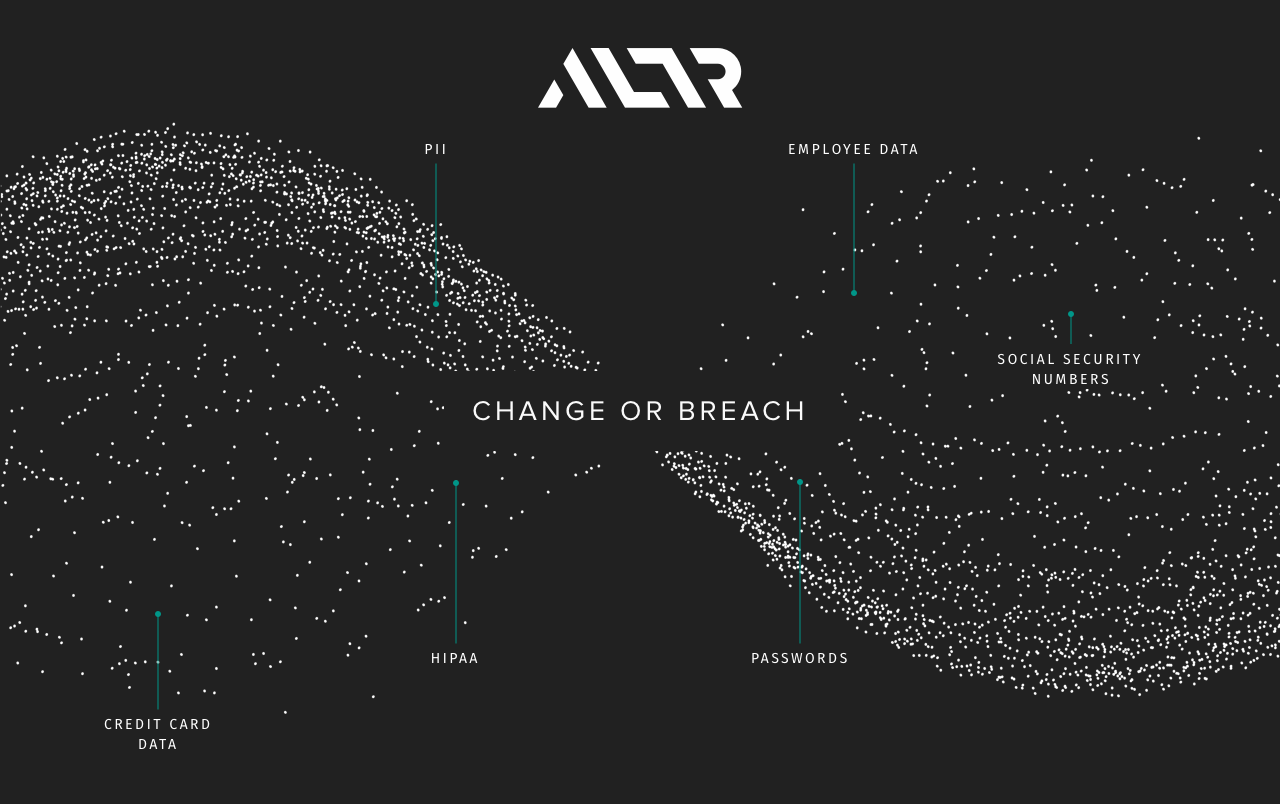 ALTR
PII
EMPLOYEE DATA
SOCIAL SECURITY
NUMBERS
CHANGE OR BREACH
HIPAA
PASSWORDS
CREDIT CARD
DATA